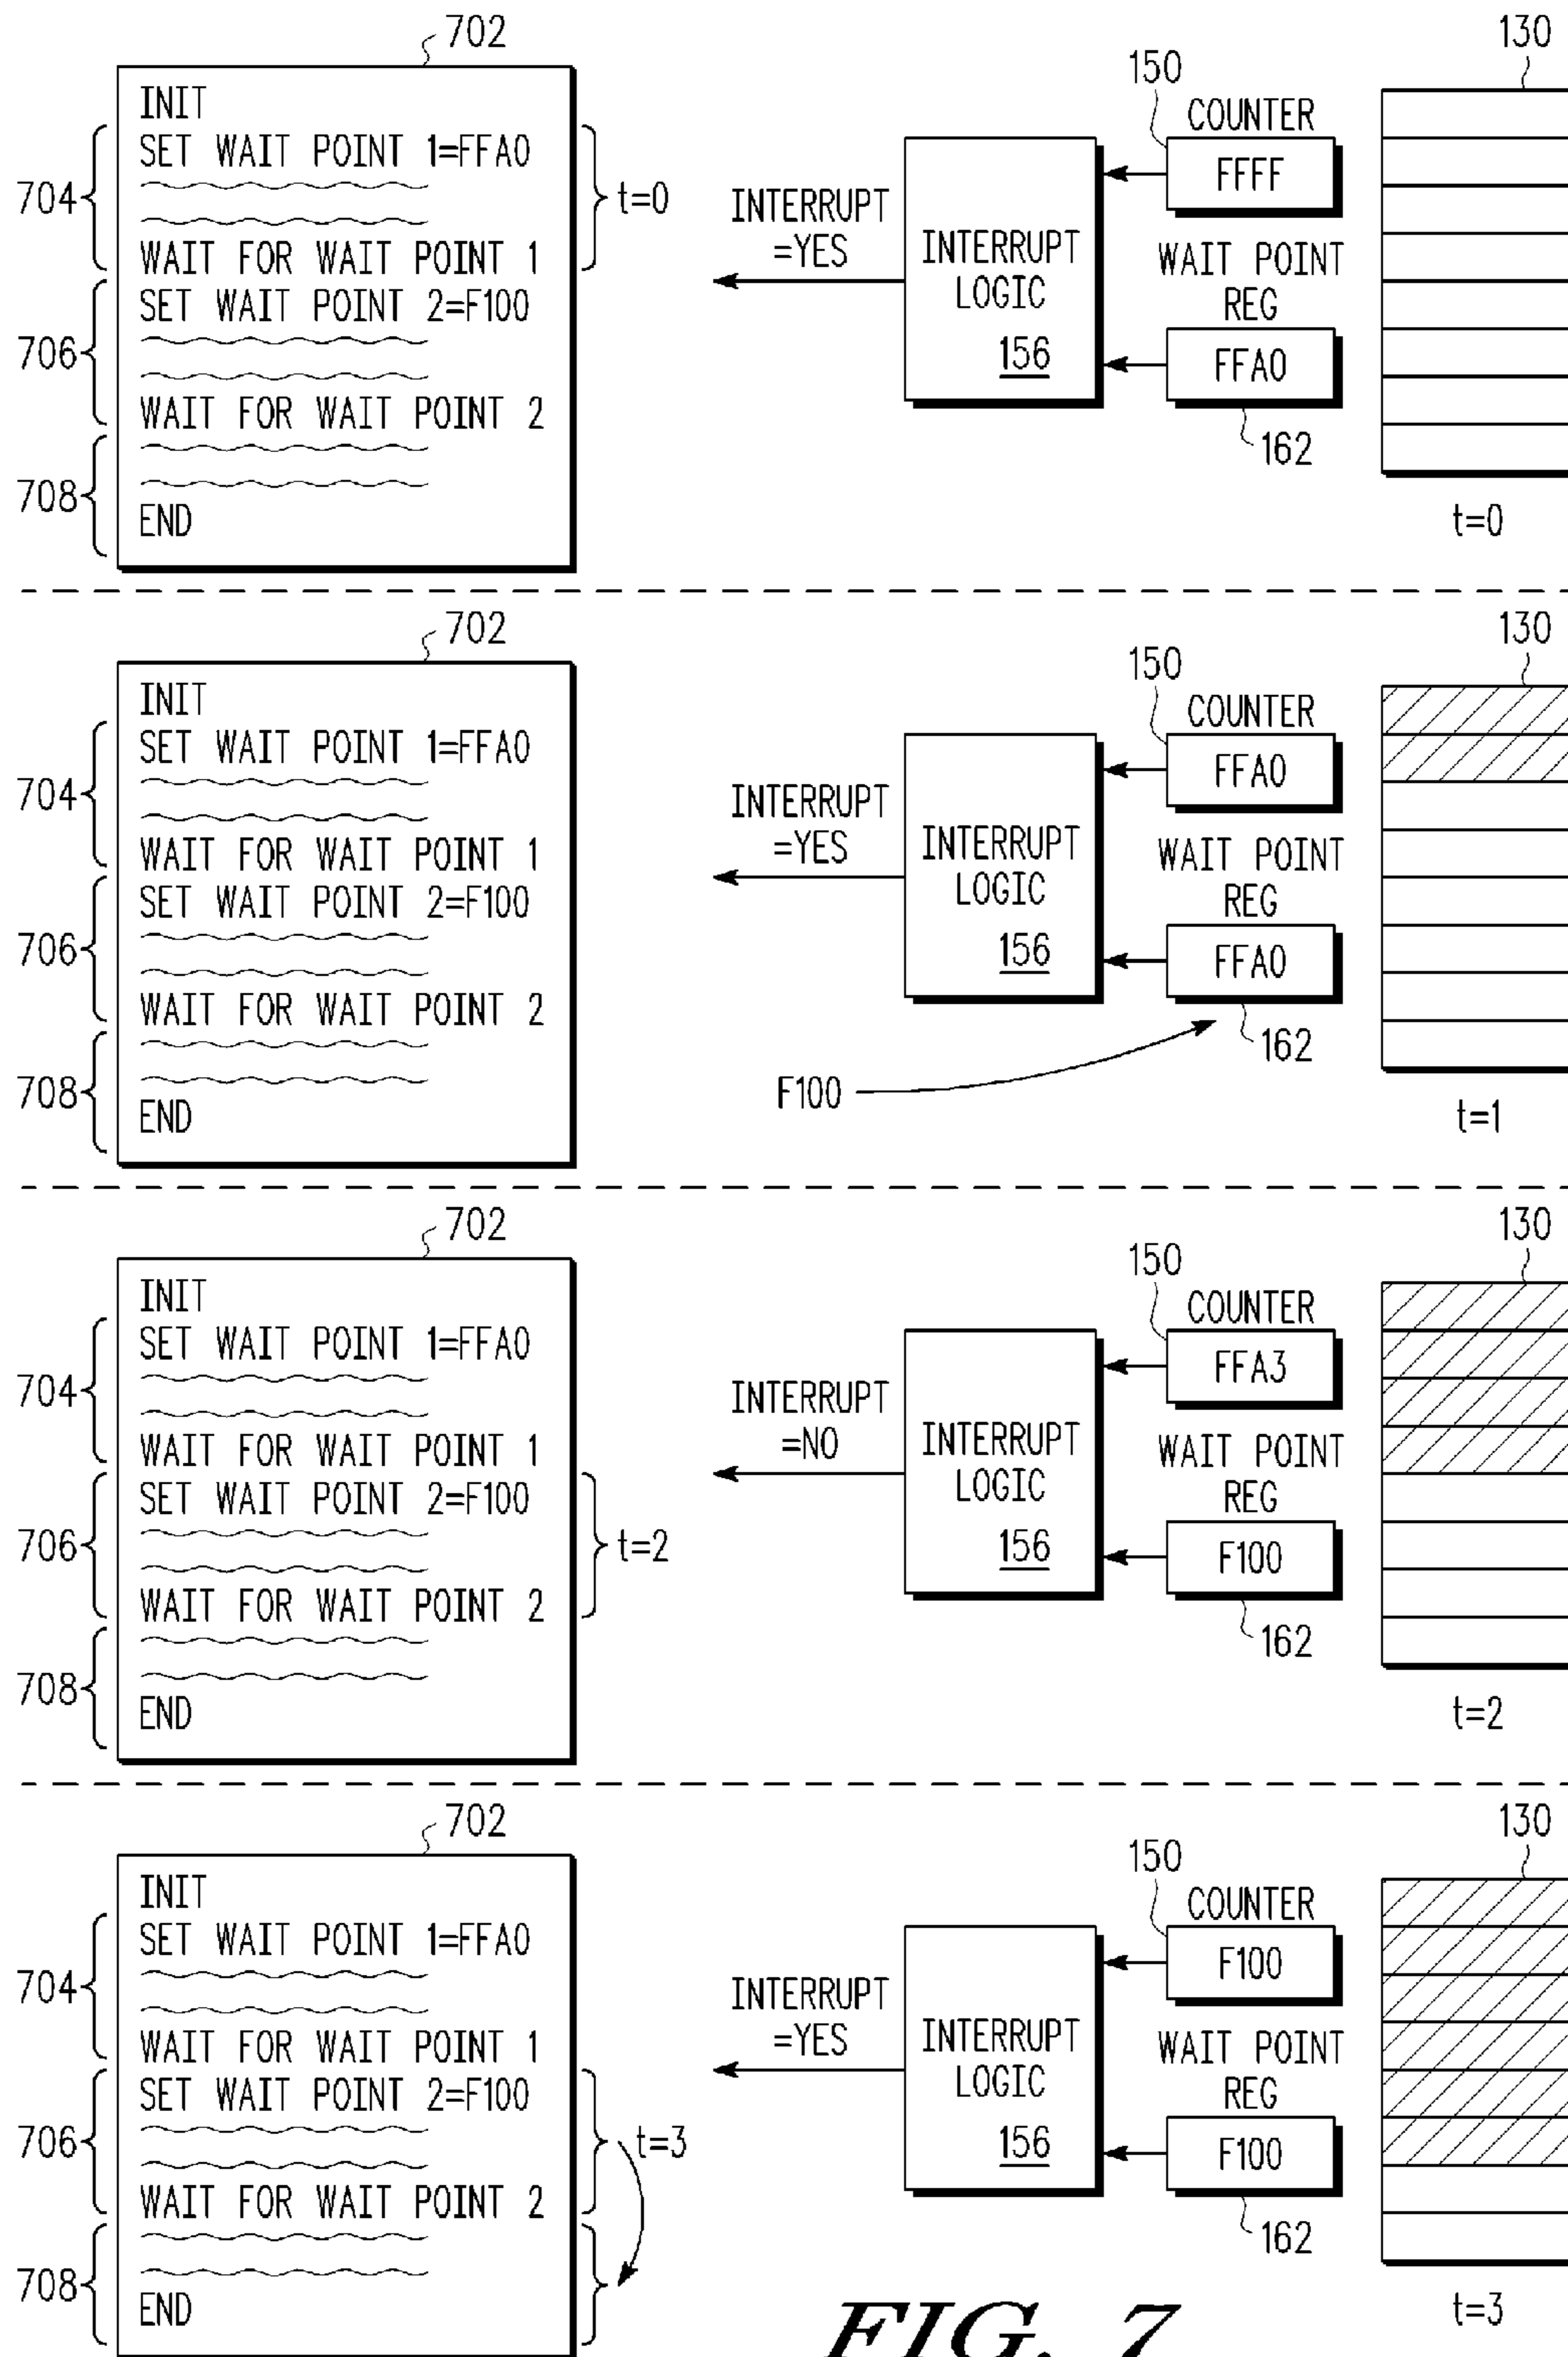 702
INIT
SET WAIT POINT 1=FFA0
WAIT FOR WAIT POINT 1
SET WAIT POINT 2=F100
WAIT FOR WAIT POINT 2
END
704
706
708
t=0
INTERRUPT
=YES
INTERRUPT
LOGIC
156
150
COUNTER
FFFF
WAIT POINT
REG
FFA0
162
130
t=0
702
INIT
SET WAIT POINT 1=FFA0
WAIT FOR WAIT POINT 1
SET WAIT POINT 2=F100
WAIT FOR WAIT POINT 2
END
704
706
708
INTERRUPT
=YES
INTERRUPT
LOGIC
156
150
COUNTER
FFA0
WAIT POINT
REG
FFA0
162
F100
130
t=1
702
INIT
SET WAIT POINT 1=FFA0
WAIT FOR WAIT POINT 1
SET WAIT POINT 2=F100
WAIT FOR WAIT POINT 2
END
704
706
708
t=2
INTERRUPT
=NO
INTERRUPT
LOGIC
156
150
COUNTER
FFA3
WAIT POINT
REG
F100
162
130
t=2
702
INIT
SET WAIT POINT 1=FFA0
WAIT FOR WAIT POINT 1
SET WAIT POINT 2=F100
WAIT FOR WAIT POINT 2
END
704
706
708
t=3
INTERRUPT
=YES
INTERRUPT
LOGIC
156
150
COUNTER
F100
WAIT POINT
REG
F100
162
130
t=3
FIG. 7